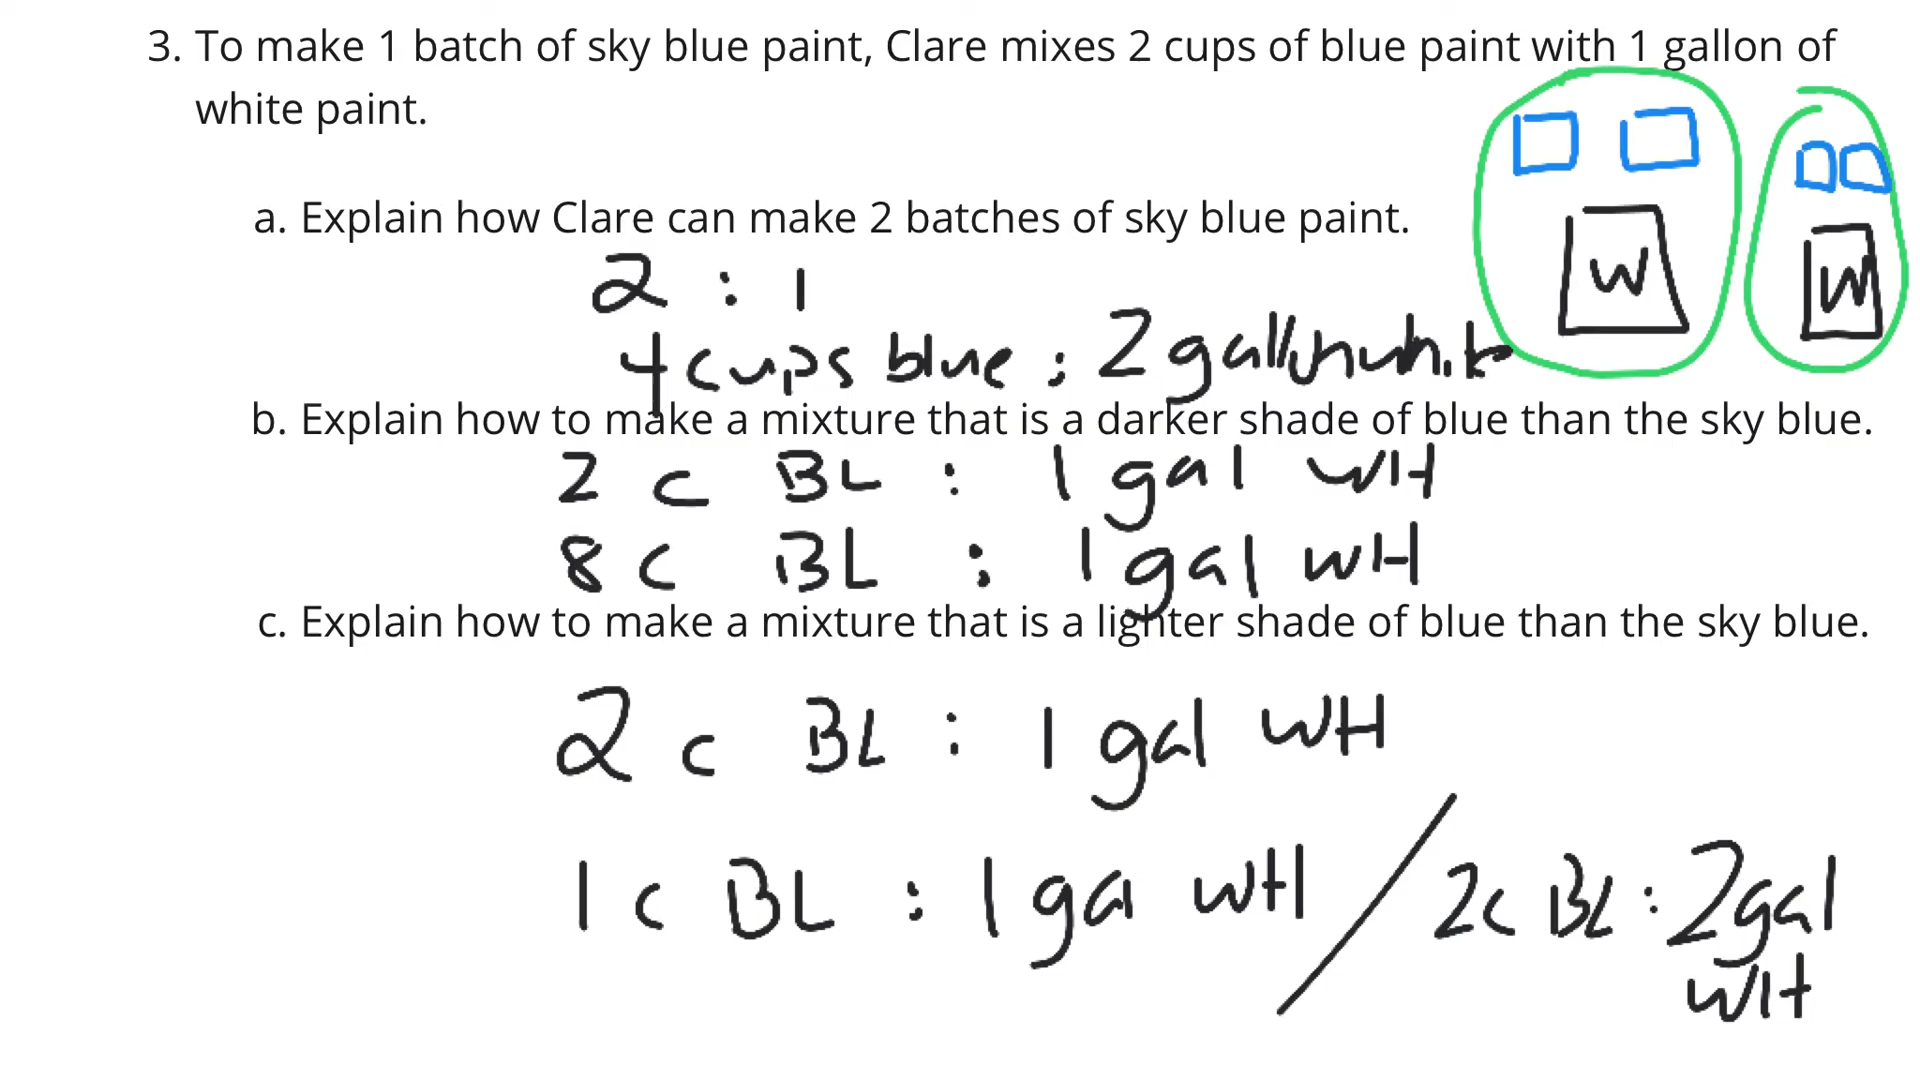 3. To make 1 batch of sky blue paint, Clare mixes 2 cups of blue paint with 1 gallon of
white paint.
W W
a. Explain how Clare can make 2 batches of sky blue paint.
2 : 1
4 cups blue : 2 gallon white
b. Explain how to make a mixture that is a darker shade of blue than the sky blue.
2 c BL : 1 gal WH
8 c BL : 1 gal WH
c. Explain how to make a mixture that is a lighter shade of blue than the sky blue.
2 c BL : 1 gal WH
1 c BL : 1 ga WH / 2c BL : 2gal
WH